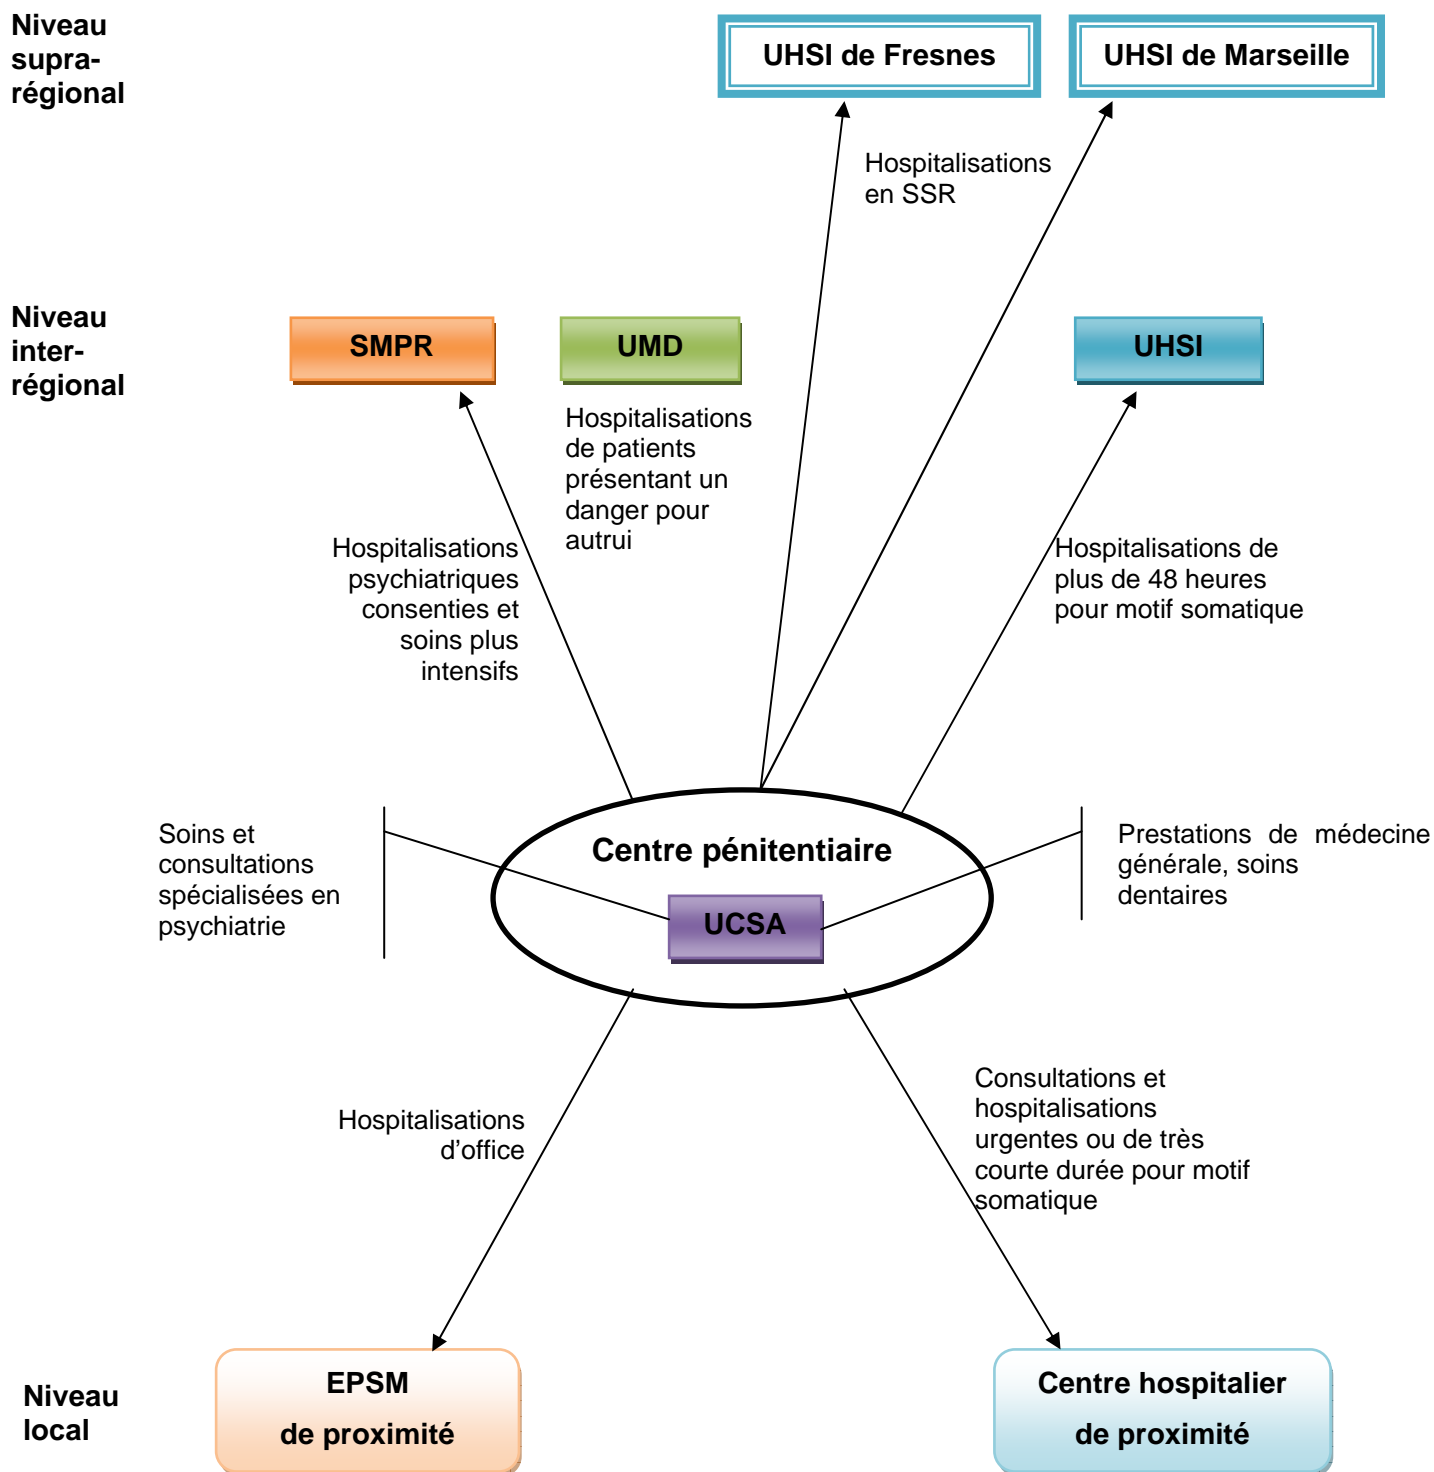 Niveau
supra-
régional
UHSI de Fresnes
UHSI de Marseille
Hospitalisations
en SSR
Niveau
inter-
régional
SMPR
UMD
UHSI
Hospitalisations
de patients
présentant un
danger pour
autrui
Hospitalisations
psychiatriques
consenties et
soins plus
intensifs
Hospitalisations de
plus de 48 heures
pour motif somatique
Soins et
consultations
spécialisées en
psychiatrie
Centre pénitentiaire
UCSA
Prestations de médecine
générale, soins
dentaires
Hospitalisations
d’office
Consultations et
hospitalisations
urgentes ou de très
courte durée pour motif
somatique
Niveau
local
EPSM
de proximité
Centre hospitalier
de proximité